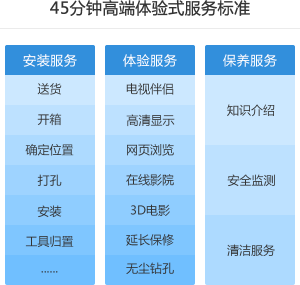 45分钟高端体验式服务标准
安装服务
送货
开箱
确定位置
打孔
安装
工具归置
......
体验服务
电视伴侣
高清显示
网页浏览
在线影院
3D电影
延长保修
无尘钻孔
保养服务
知识介绍
安全监测
清洁服务